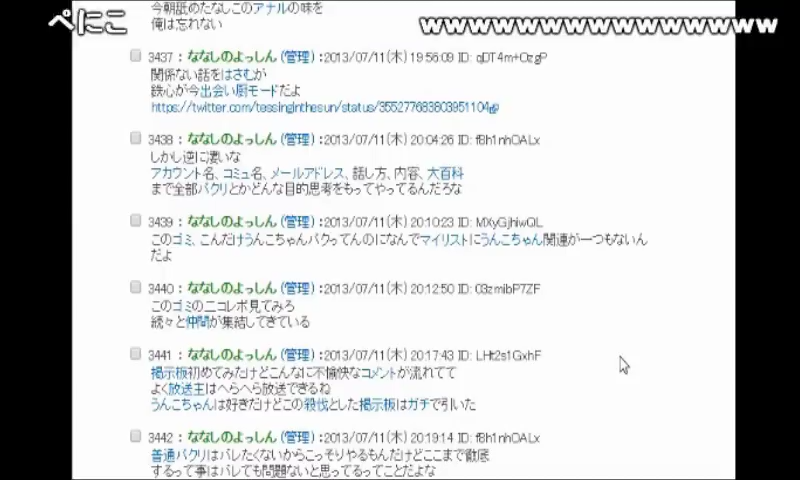 今朝舐めたなしこのアナルの味を
ぺにこ
wwwwwwwwwwwwwww
俺は忘れない
3437 : ななしのよっしん (管理) : 2013/07/11(木) 19:56:09 ID: qDT4m+OzgP
関係ない話をはさむが
鉄心が今出会い厨モードだよ
https://twitter.com/tessinginthesun/status/355277683803951104
3438 : ななしのよっしん (管理) : 2013/07/11(木) 20:04:26 ID: f8h1nhOALx
しかし逆に凄いな
アカウント名、コミュ名、メールアドレス、話し方、内容、大百科
まで全部パクりとかどんな目的思考をもってやってるんだろな
3439 : ななしのよっしん (管理) : 2013/07/11(木) 20:10:23 ID: MXyGjhiwQL
このゴミ、こんだけうんこちゃんパクってんのになんでマイリストにうんこちゃん関連が一つもないん
だよ
3440 : ななしのよっしん (管理) : 2013/07/11(木) 20:12:50 ID: 03zmibP7ZF
このゴミのニコレポ見てみろ
続々と仲間が集結してきている
3441 : ななしのよっしん (管理) : 2013/07/11(木) 20:17:43 ID: LHt2s1GxhF
掲示板初めてみたけどこんなに不愉快なコメントが流れてて
よく放送主はへらへら放送できるね
うんこちゃんは好きだけどこの殺伐とした掲示板はガチで引いた
3442 : ななしのよっしん (管理) : 2013/07/11(木) 20:19:14 ID: f8h1nhOALx
普通パクリはバレたくないからこっそりやるもんだけどここまで徹底
するって事はバレても問題ないと思ってるってことだよな